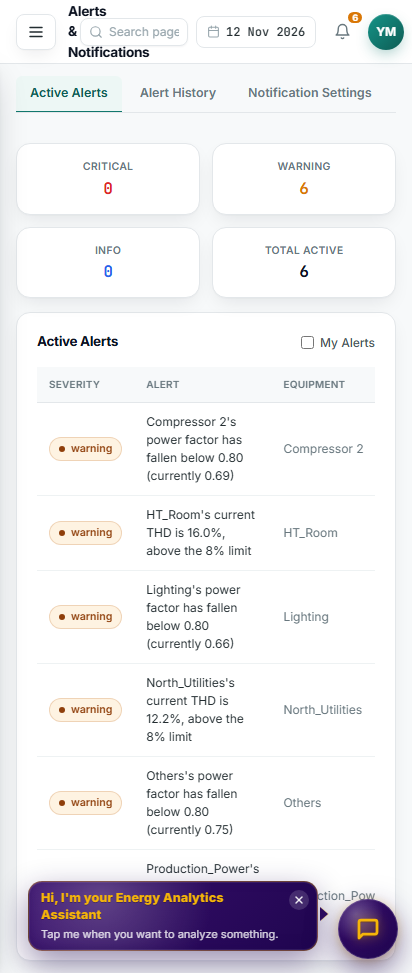 Alerts
& Search page 12 Nov 2026 6 YM
Notifications
Active Alerts Alert History Notification Settings
CRITICAL WARNING
0 6
INFO TOTAL ACTIVE
0 6
Active Alerts My Alerts
SEVERITY ALERT EQUIPMENT
Compressor 2's
power factor has
warning Compressor 2
fallen below 0.80
(currently 0.69)
HT_Room's current
warning THD is 16.0%, HT_Room
above the 8% limit
Lighting's power
factor has fallen
warning Lighting
below 0.80
(currently 0.66)
North_Utilities's
current THD is
warning North_Utilities
12.2%, above the
8% limit
Others's power
factor has fallen
warning Others
below 0.80
(currently 0.75)
Production_Power's
Hi, I'm your Energy Analytics
Assistant
Tap me when you want to analyze something.